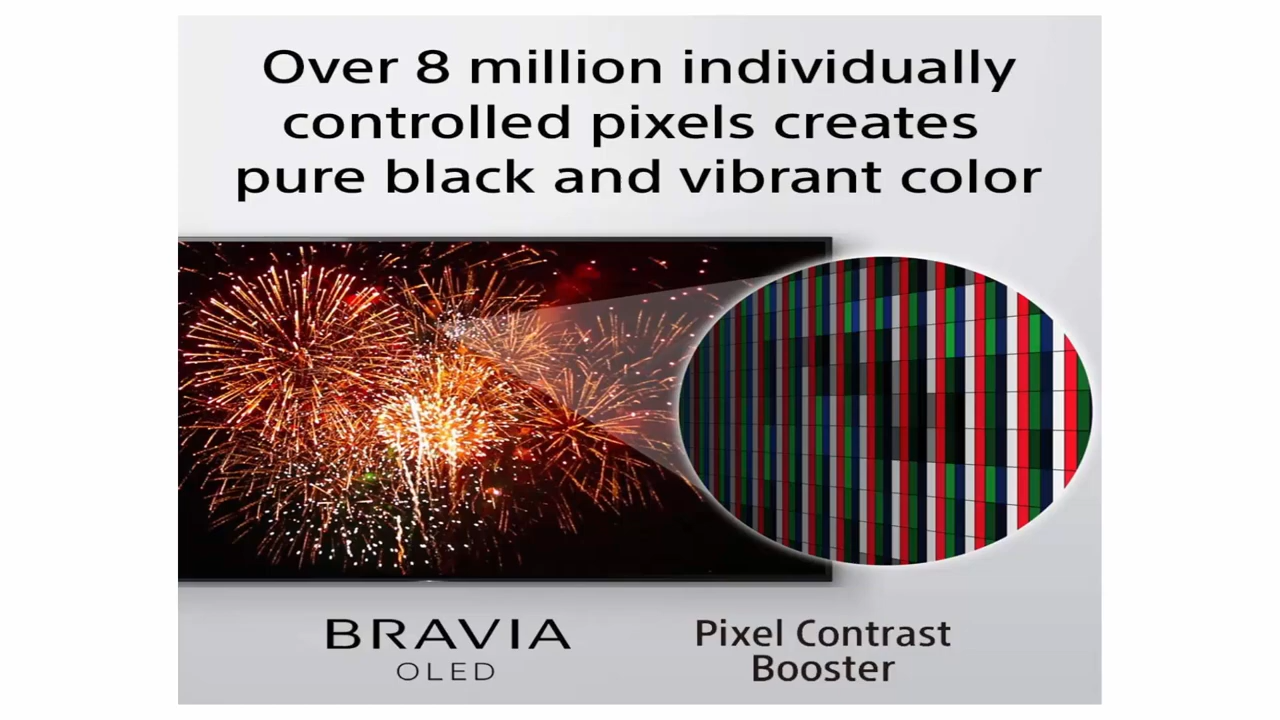 Over 8 million individually
controlled pixels creates
pure black and vibrant color
BRAVIA
OLED
Pixel Contrast
Booster